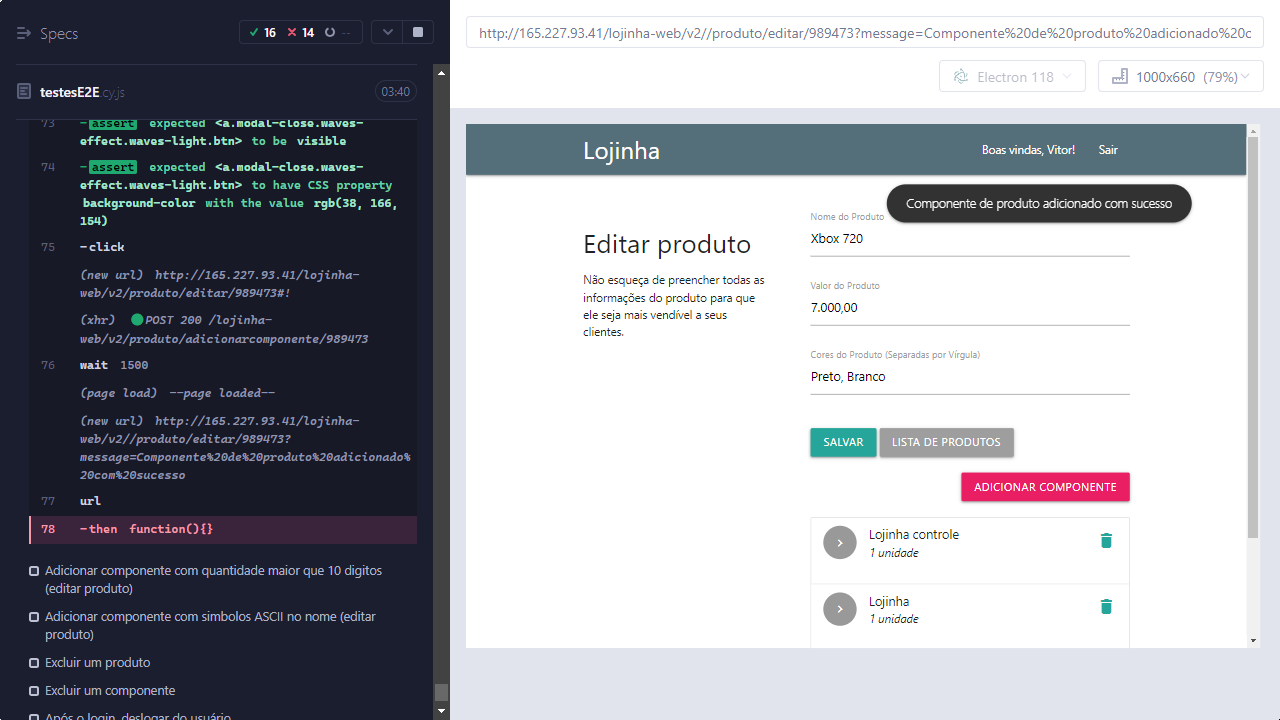 Specs
16
14
--
testesE2E.cy.js
03:40
73
-assert expected <a.modal-close.waves-
effect.waves-light.btn> to be visible
74
-assert expected <a.modal-close.waves-
effect.waves-light.btn> to have CSS property
background-color with the value rgb(38, 166,
154)
75
-click
(new url) http://165.227.93.41/lojinha-
web/v2/produto/editar/989473#!
(xhr) POST 200 /lojinha-
web/v2/produto/adicionarcomponente/989473
76
wait 1500
(page load) --page loaded--
(new url) http://165.227.93.41/lojinha-
web/v2//produto/editar/989473?
message=Componente%20de%20produto%20adicionado%
20com%20sucesso
77
url
78
-then function(){}
Adicionar componente com quantidade maior que 10 digitos
(editar produto)
Adicionar componente com simbolos ASCII no nome (editar
produto)
Excluir um produto
Excluir um componente
Após o login, deslogar do usuário
http://165.227.93.41/lojinha-web/v2//produto/editar/989473?message=Componente%20de%20produto%20adicionado%20c
Electron 118
1000x660 (79%)
Lojinha
Boas vindas, Vitor!
Sair
Componente de produto adicionado com sucesso
Editar produto
Não esqueça de preencher todas as
informações do produto para que
ele seja mais vendível a seus
clientes.
Nome do Produto
Xbox 720
Valor do Produto
7.000,00
Cores do Produto (Separadas por Vírgula)
Preto, Branco
SALVAR
LISTA DE PRODUTOS
ADICIONAR COMPONENTE
Lojinha controle
1 unidade
Lojinha
1 unidade